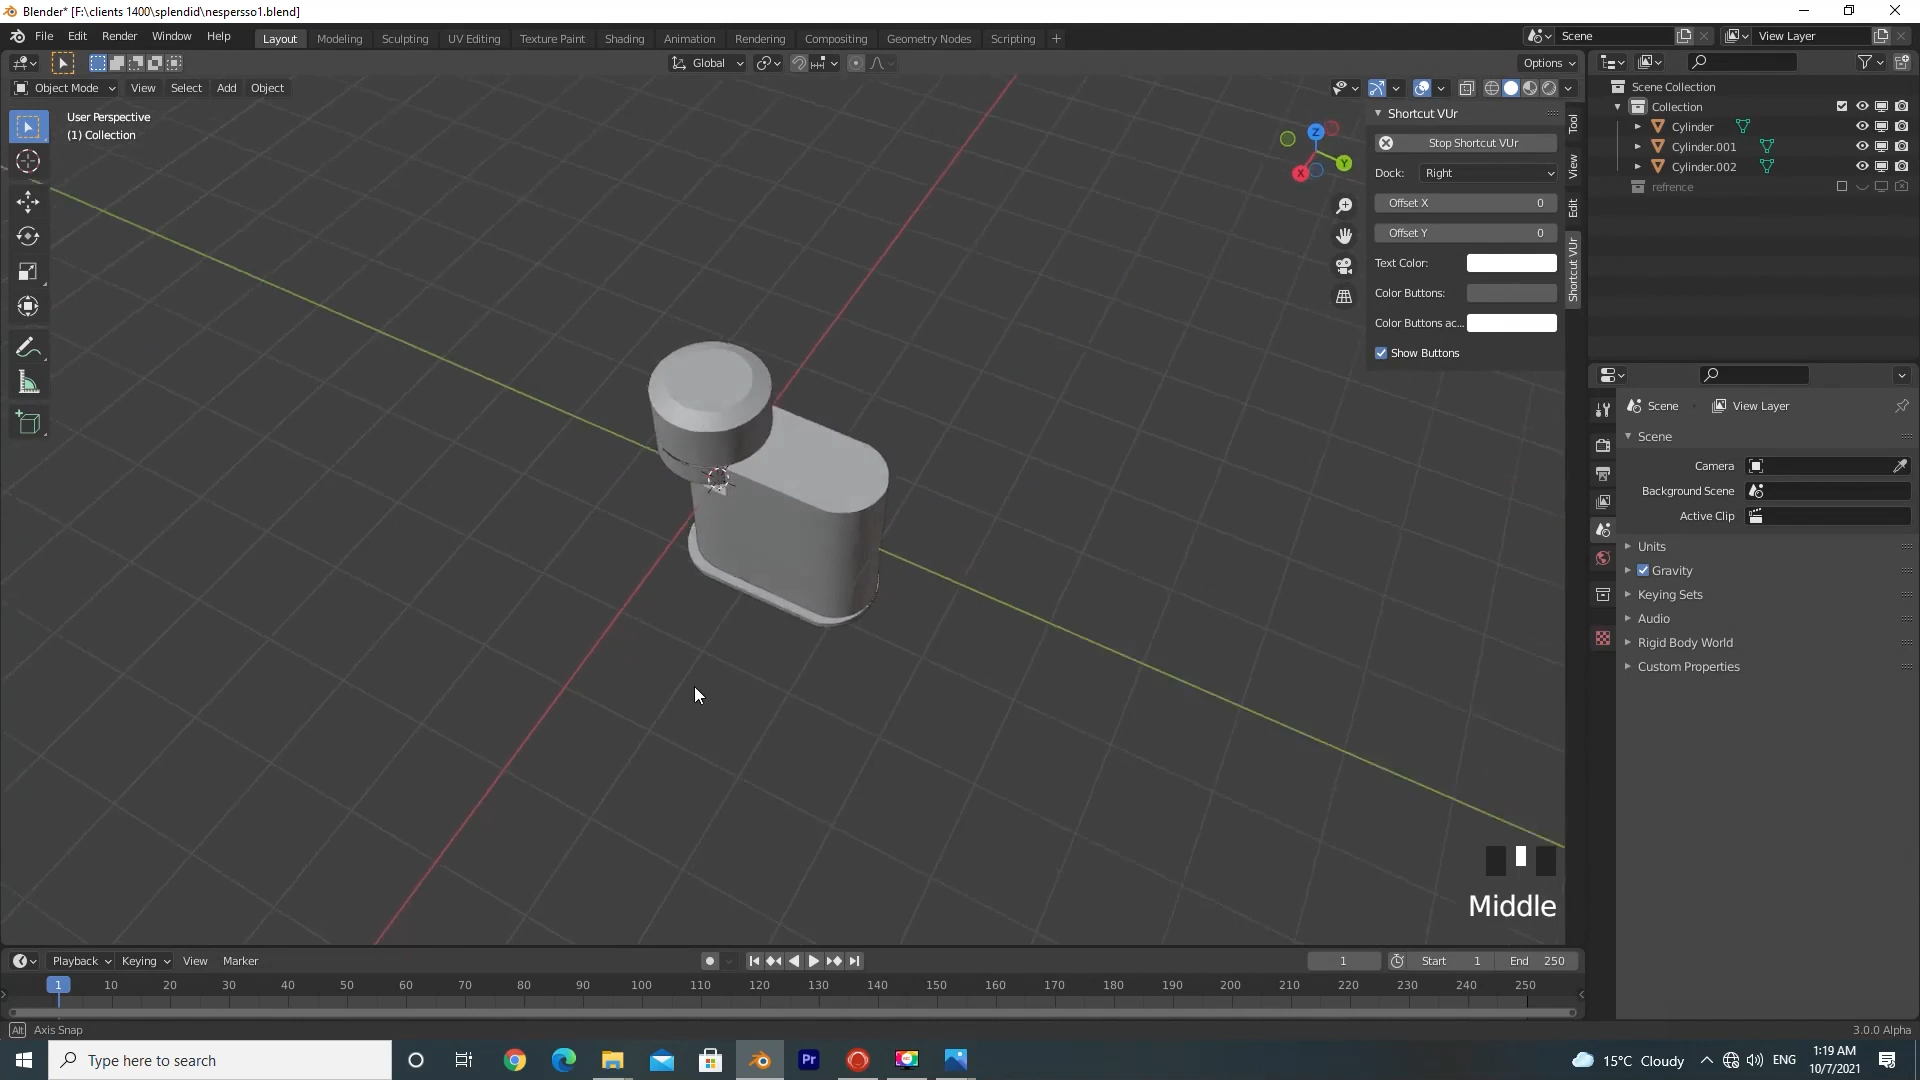 Blender* [F:\clients 1400\splendid\nespersso1.blend]
File Edit Render Window Help Layout Modeling Sculpting UV Editing Texture Paint Shading Animation Rendering Compositing Geometry Nodes Scripting Scene View Layer
Global Options
Object Mode View Select Add Object
User Perspective
(1) Collection
Shortcut VUr
Stop Shortcut VUr
Dock: Right
Offset X 0
Offset Y 0
Text Color:
Color Buttons:
Color Buttons ac...
Show Buttons
Tool
View
Edit
Shortcut VUr
Z
Y
X
Scene Collection
Collection
Cylinder
Cylinder.001
Cylinder.002
refrence
Scene View Layer
Scene
Camera
Background Scene
Active Clip
Units
Gravity
Keying Sets
Audio
Rigid Body World
Custom Properties
Middle
Playback Keying View Marker 1 Start 1 End 250
1 10 20 30 40 50 60 70 80 90 100 110 120 130 140 150 160 170 180 190 200 210 220 230 240 250
Alt Axis Snap 3.0.0 Alpha
Type here to search
Pr
15°C Cloudy
ENG
1:19 AM
10/7/2021